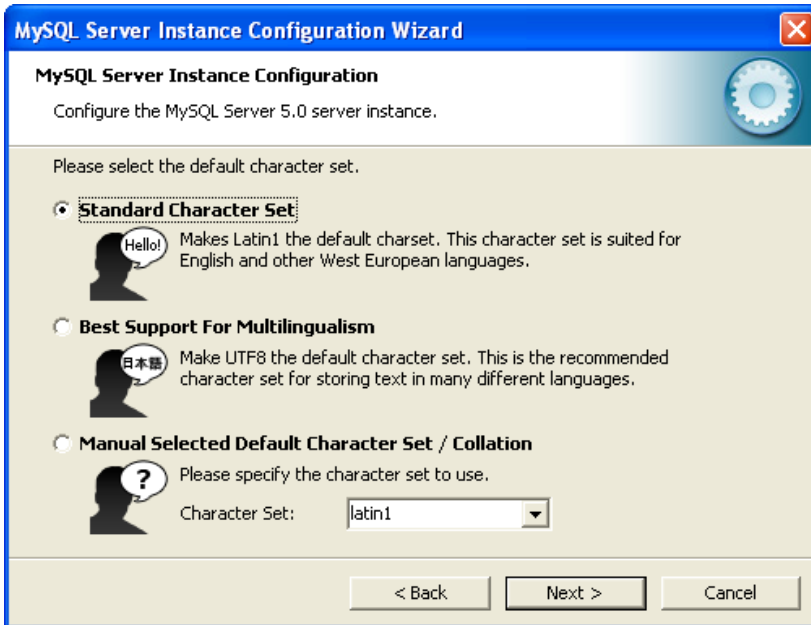 MySQL Server Instance Configuration Wizard
MySQL Server Instance Configuration
Configure the MySQL Server 5.0 server instance.
Please select the default character set.
Standard Character Set
Hello!
Makes Latin1 the default charset. This character set is suited for
English and other West European languages.
Best Support For Multilingualism
日本語
Make UTF8 the default character set. This is the recommended
character set for storing text in many different languages.
Manual Selected Default Character Set / Collation
?
Please specify the character set to use.
Character Set: latin1
< Back Next > Cancel